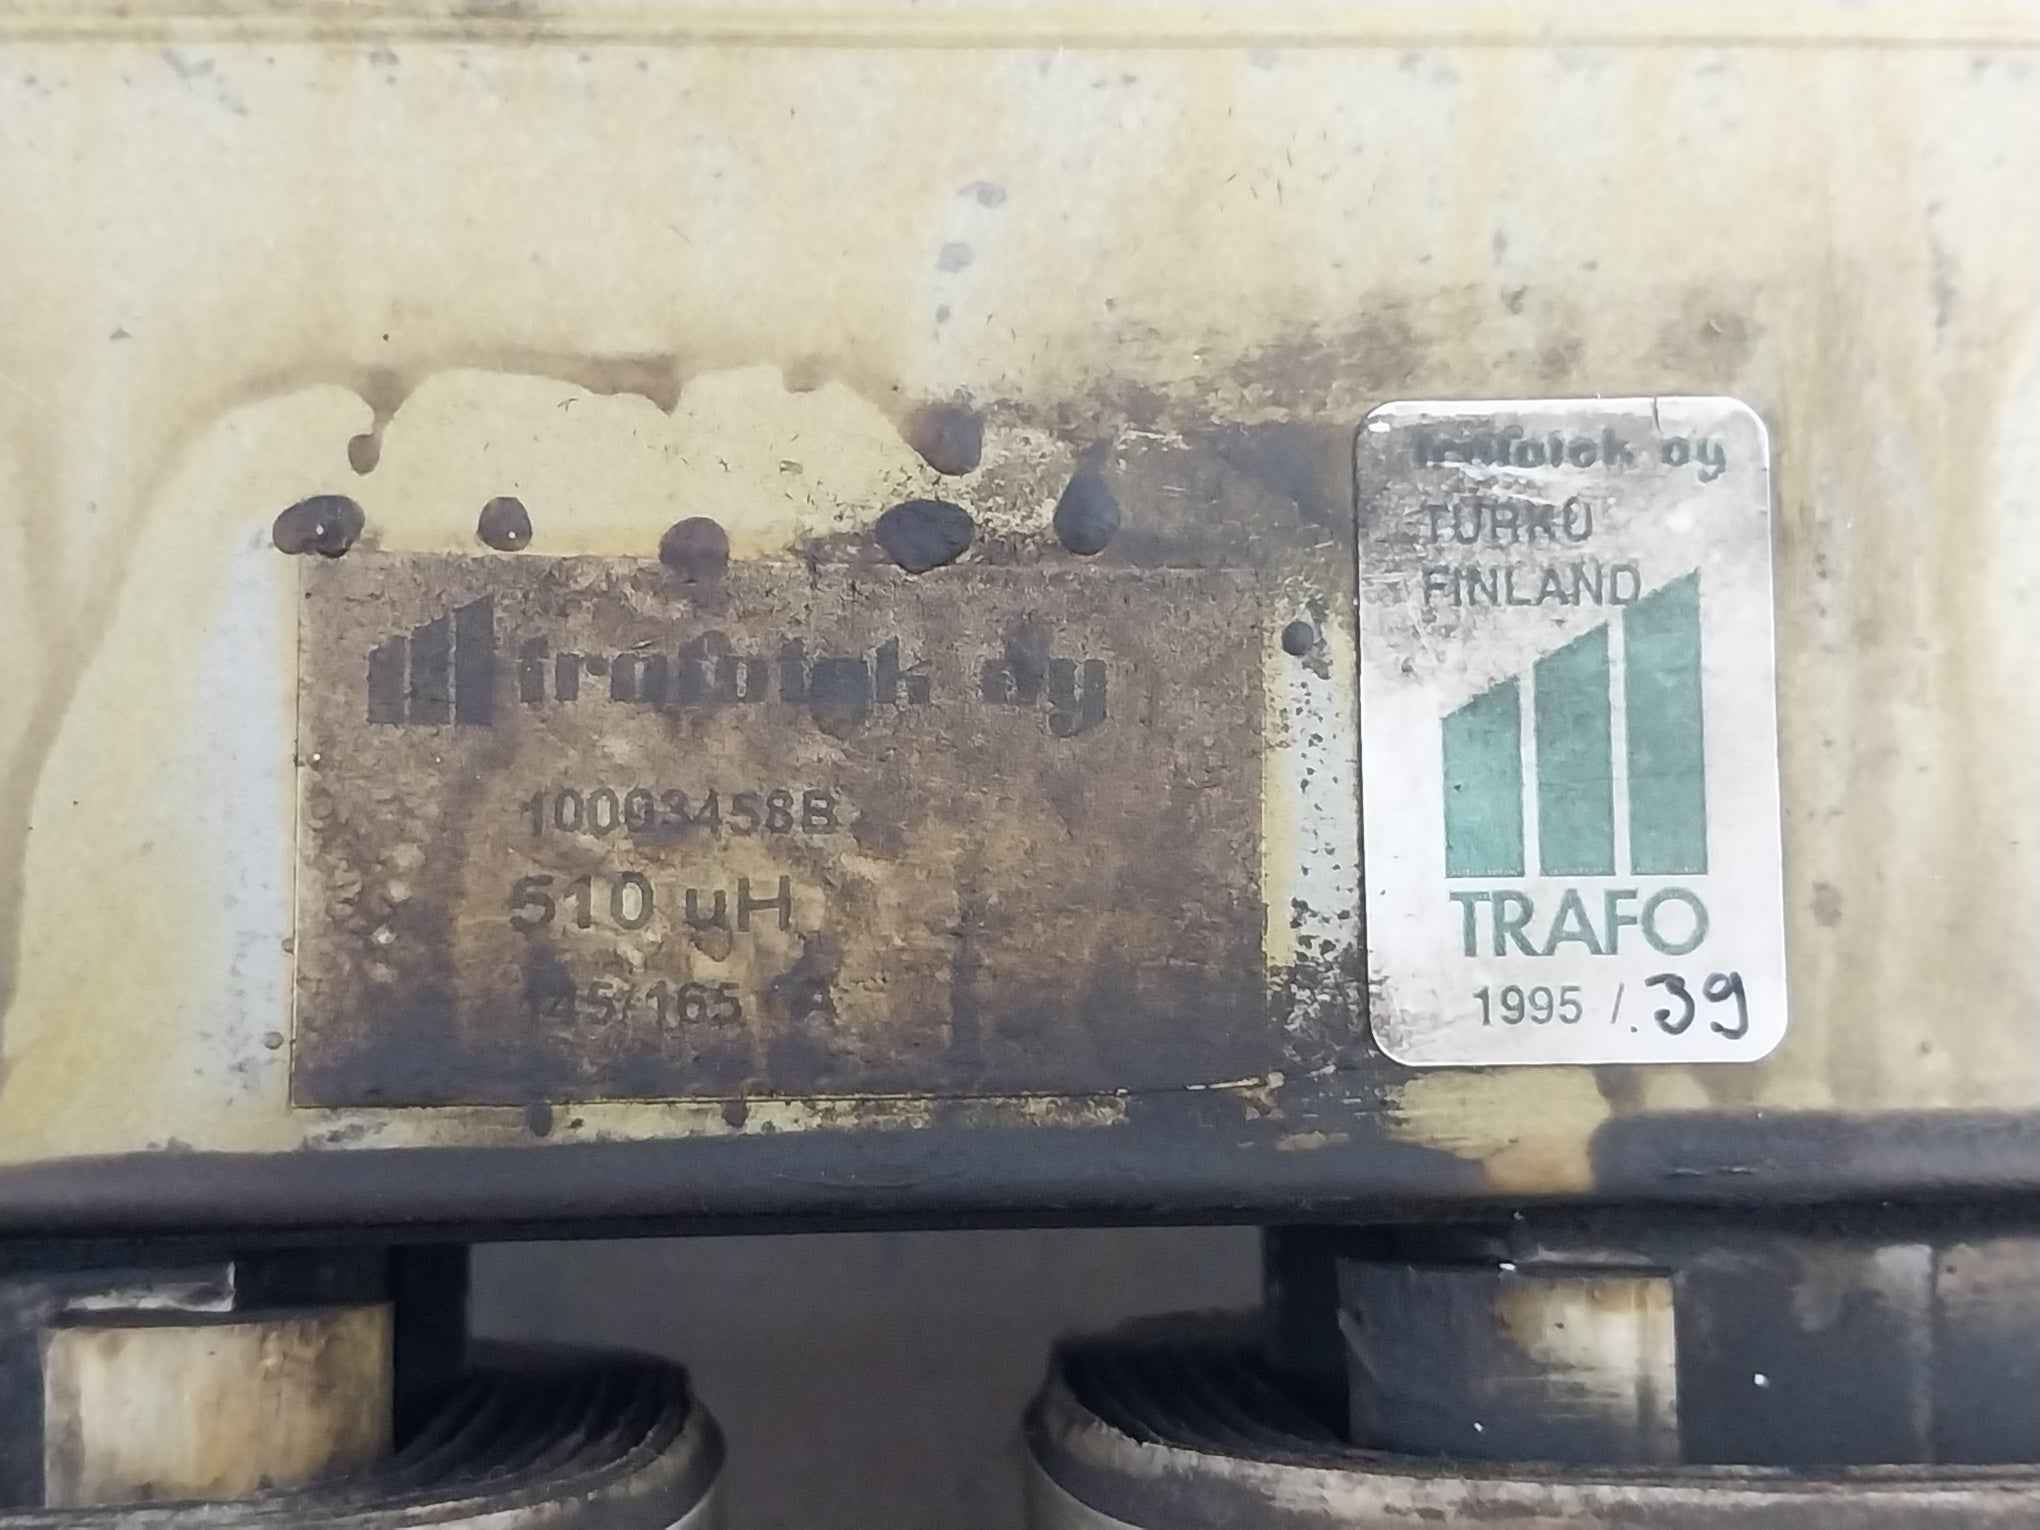 trafotek oy
10003458B
510 uH
145/165 A
trafotek oy
TURKU
FINLAND
TRAFO
1995 /.39